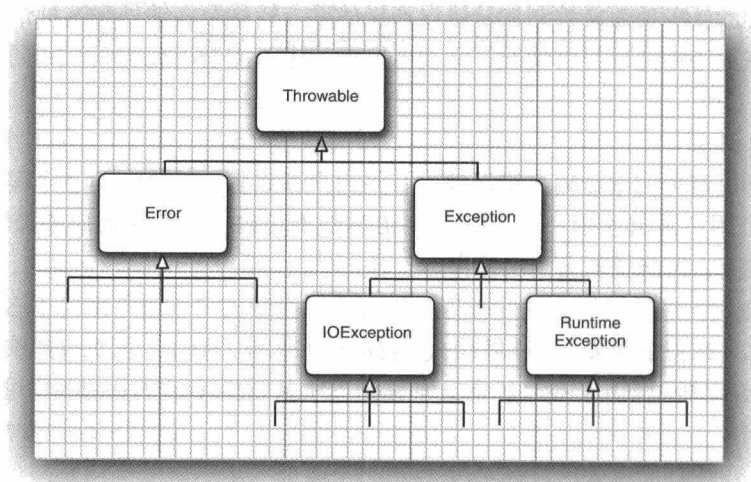 Throwable
Error
Exception
IOException
Runtime
Exception